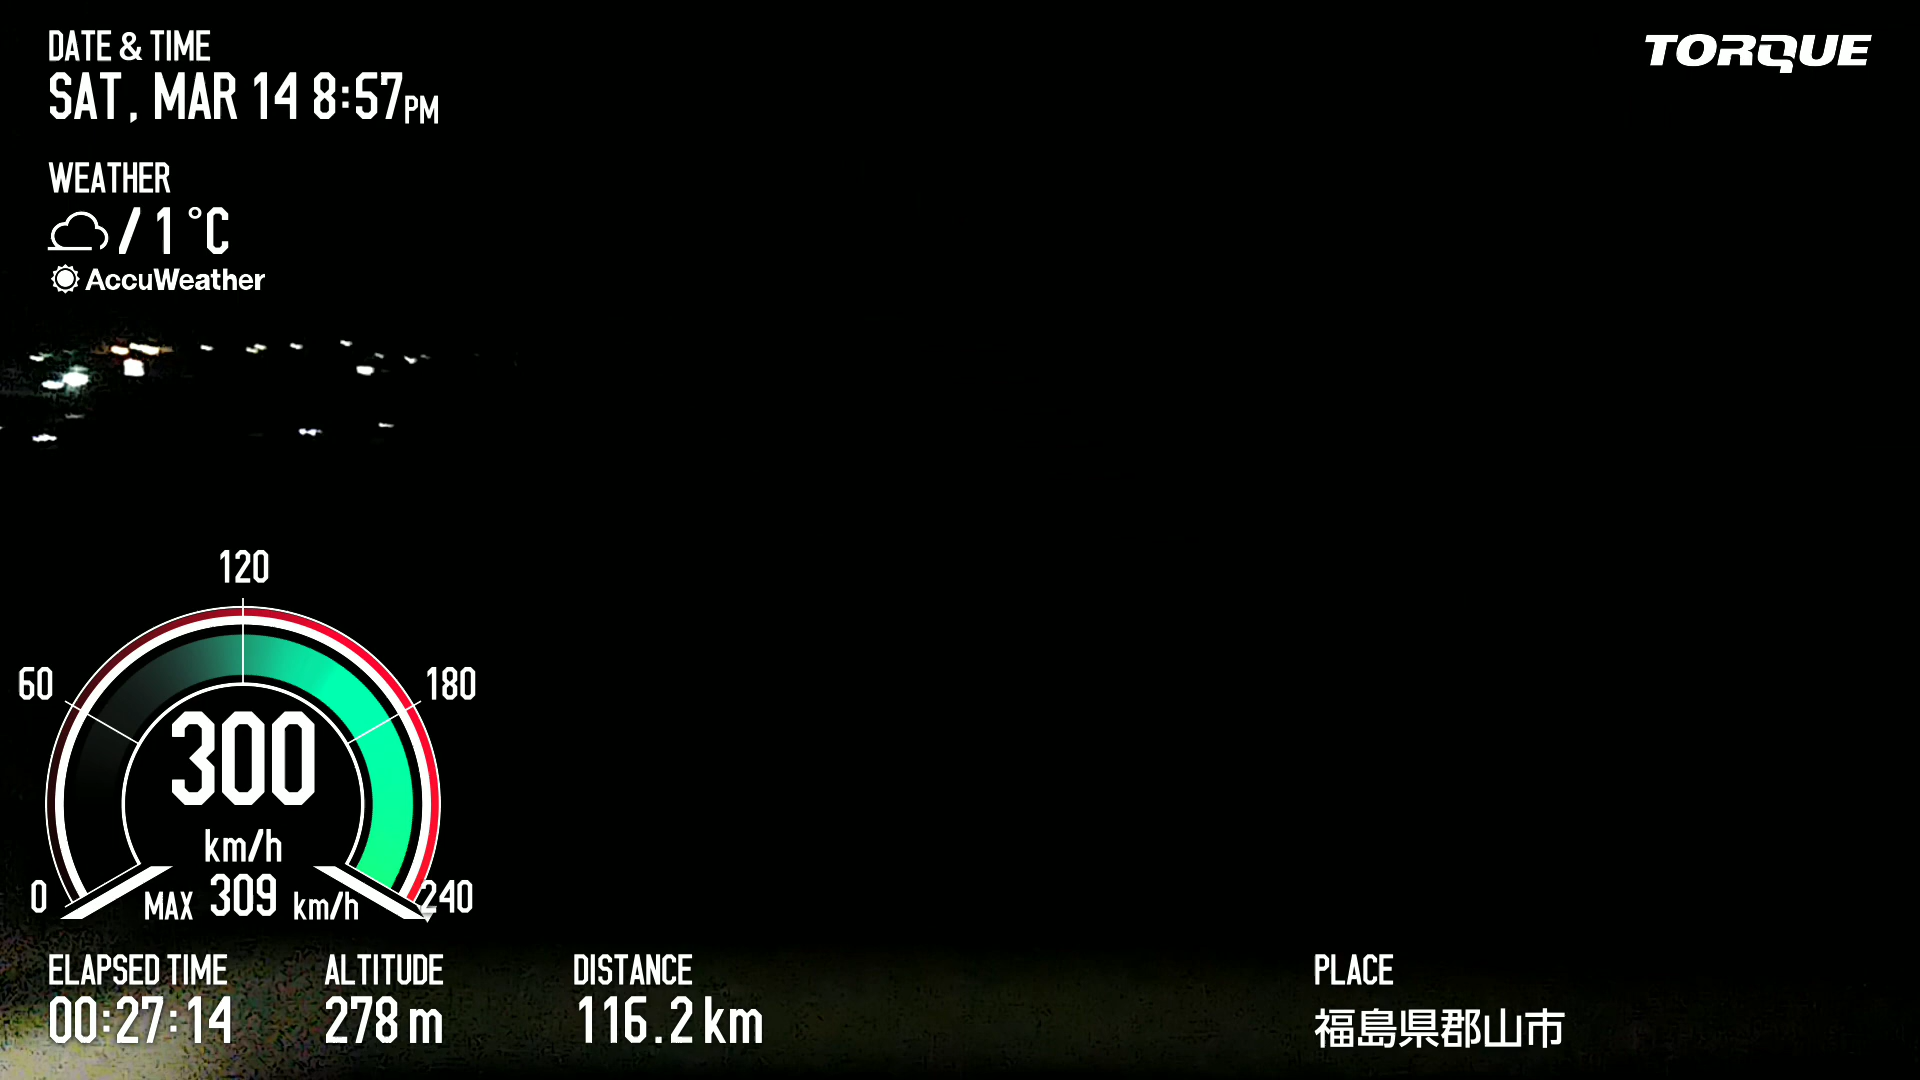 DATE & TIME
SAT, MAR 14 8:57 PM
TORQUE
WEATHER
/ 1 °C
AccuWeather
120
60
180
300
km/h
0
MAX 309 km/h
240
ELAPSED TIME
00:27:14
ALTITUDE
278 m
DISTANCE
116.2 km
PLACE
福島県郡山市